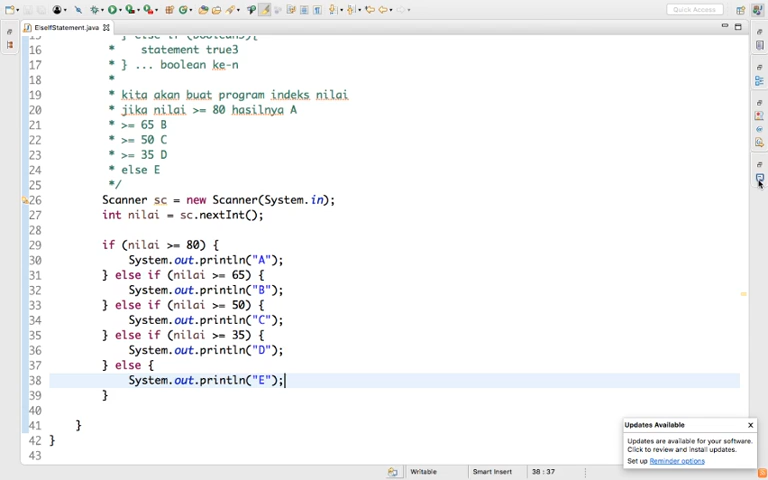 Quick Access
ElseIfStatement.java
15 * } else if (boolean3){
16 * statement true3
17 * } ... boolean ke-n
18 *
19 * kita akan buat program indeks nilai
20 * jika nilai >= 80 hasilnya A
21 * >= 65 B
22 * >= 50 C
23 * >= 35 D
24 * else E
25 */
26 Scanner sc = new Scanner(System.in);
27 int nilai = sc.nextInt();
28
29 if (nilai >= 80) {
30 System.out.println("A");
31 } else if (nilai >= 65) {
32 System.out.println("B");
33 } else if (nilai >= 50) {
34 System.out.println("C");
35 } else if (nilai >= 35) {
36 System.out.println("D");
37 } else {
38 System.out.println("E");
39 }
40
41 }
42 }
43
Updates Available
Updates are available for your software.
Click to review and install updates.
Set up Reminder options
Writable Smart Insert 38 : 37